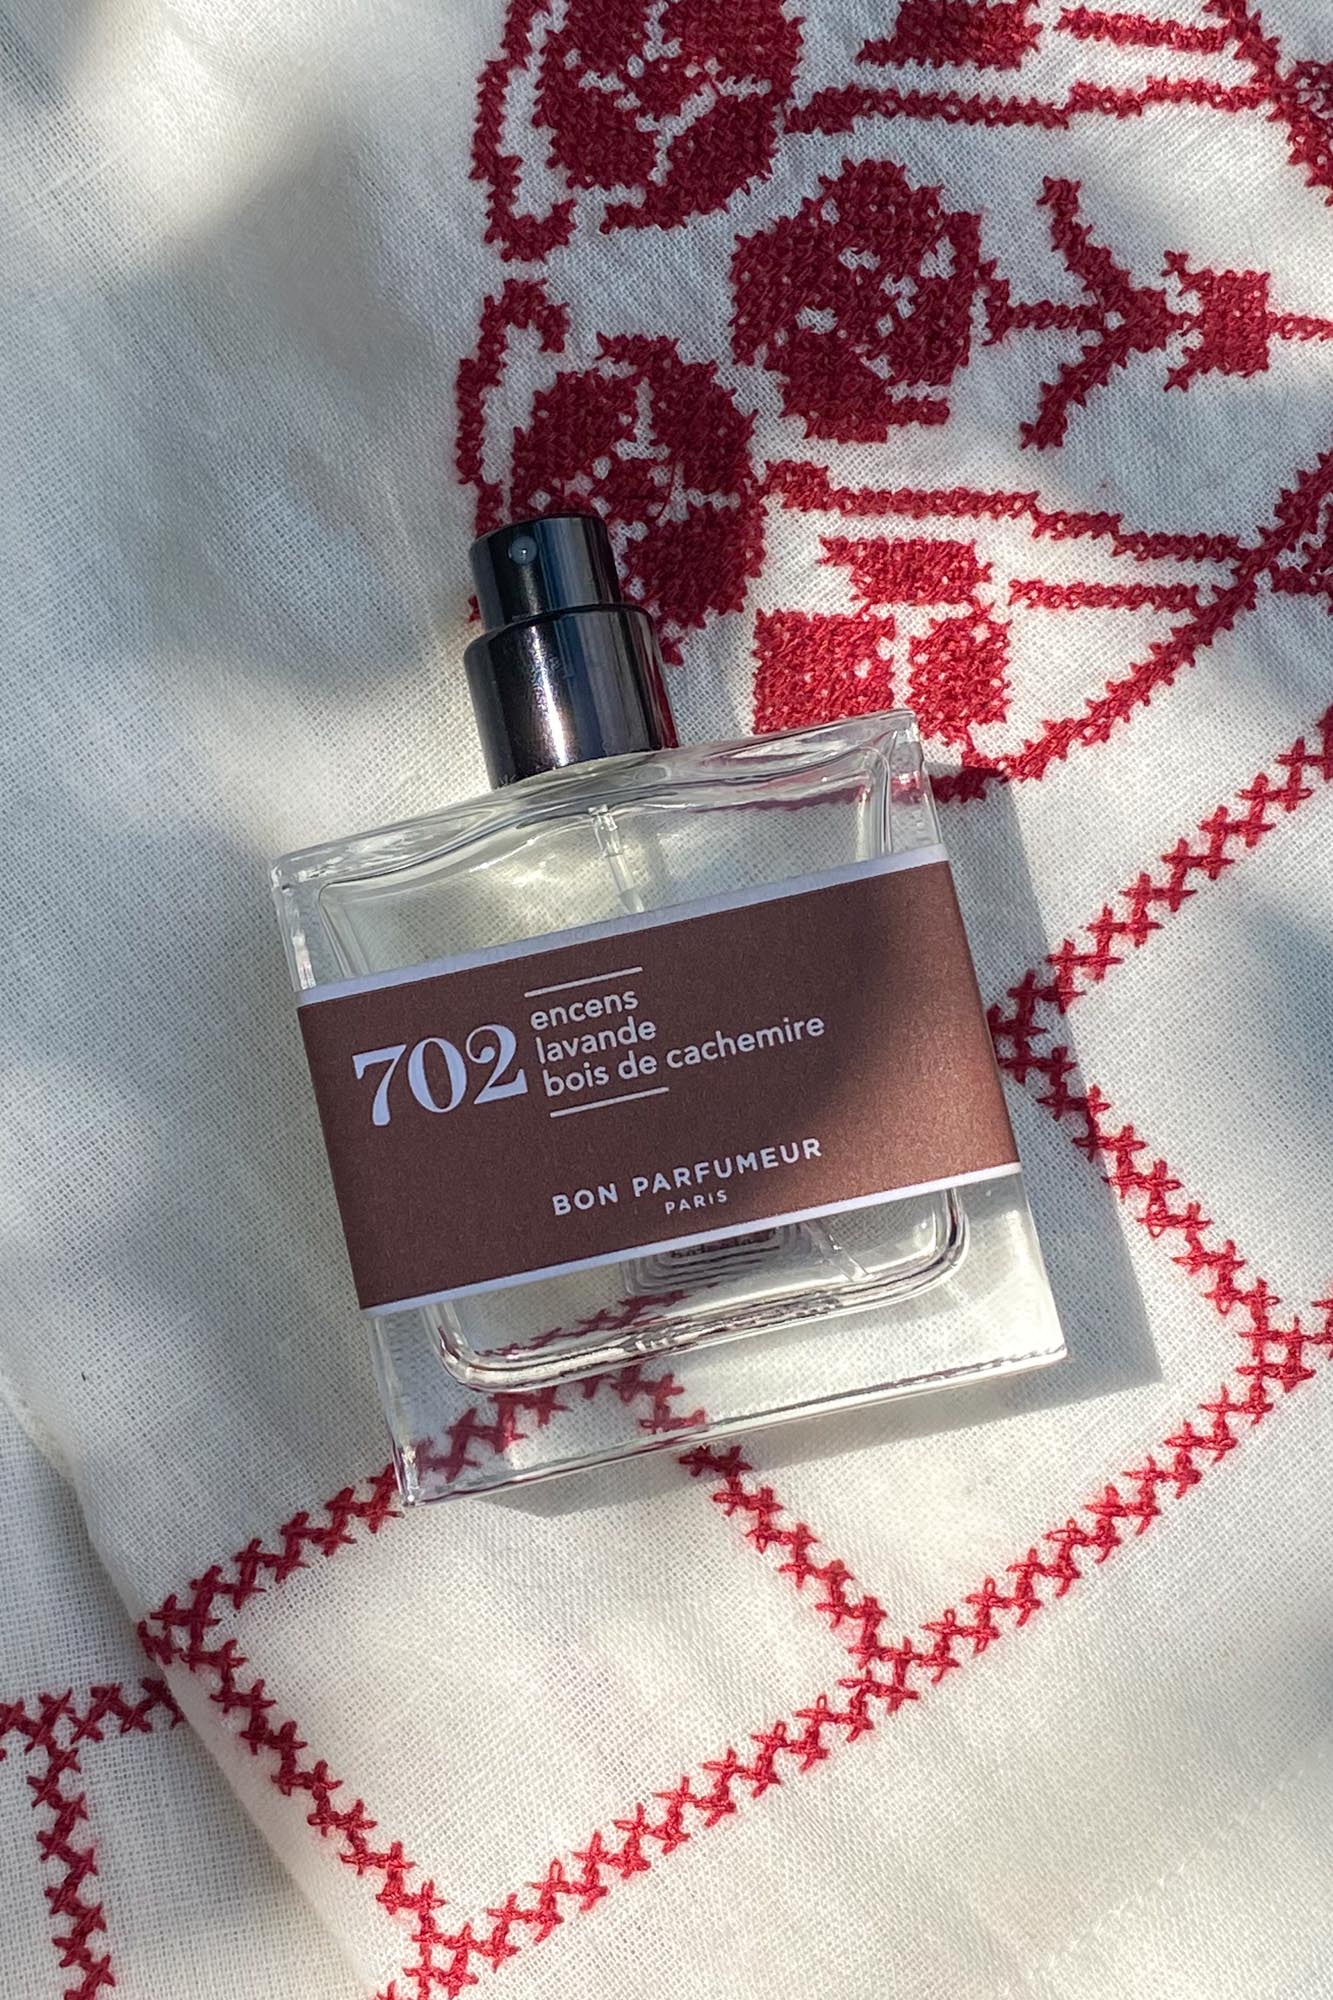 702
encens
lavande
bois de cachemire
BON PARFUMEUR
PARIS